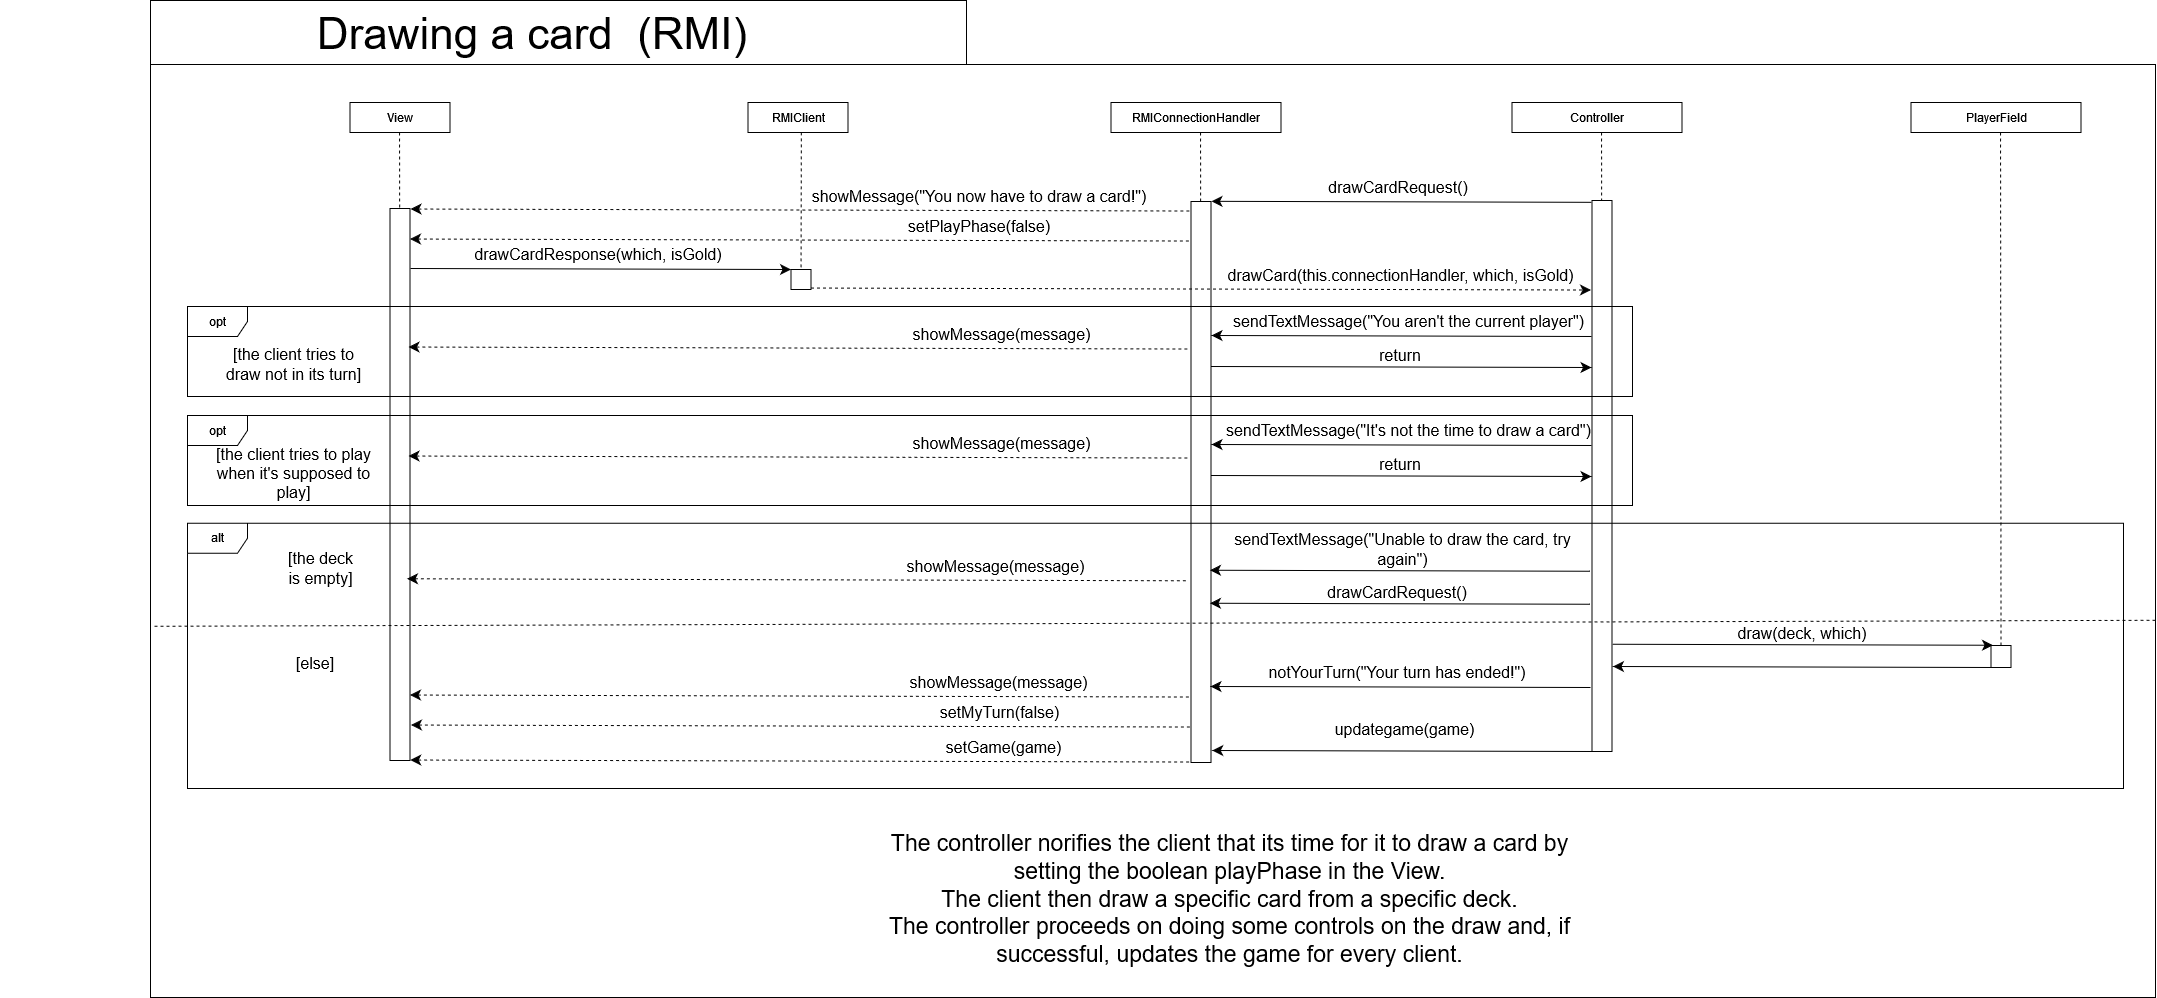 Drawing a card (RMI)
View
RMIClient
RMIConnectionHandler
Controller
PlayerField
drawCardRequest()
showMessage("You now have to draw a card!")
setPlayPhase(false)
drawCardResponse(which, isGold)
drawCard(this.connectionHandler, which, isGold)
opt
[the client tries to
draw not in its turn]
sendTextMessage("You aren't the current player")
showMessage(message)
return
opt
[the client tries to play
when it's supposed to
play]
sendTextMessage("It's not the time to draw a card")
showMessage(message)
return
alt
[the deck
is empty]
sendTextMessage("Unable to draw the card, try
again")
showMessage(message)
drawCardRequest()
[else]
draw(deck, which)
notYourTurn("Your turn has ended!")
showMessage(message)
setMyTurn(false)
updategame(game)
setGame(game)
The controller norifies the client that its time for it to draw a card by
setting the boolean playPhase in the View.
The client then draw a specific card from a specific deck.
The controller proceeds on doing some controls on the draw and, if
successful, updates the game for every client.